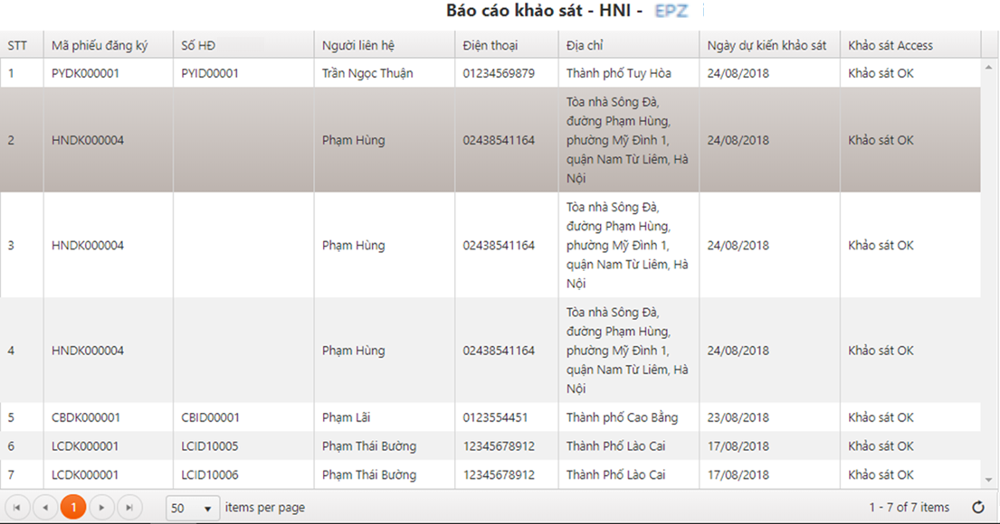 Báo cáo khảo sát - HNI - EPZ
STT Mã phiếu đăng ký Số HĐ Người liên hệ Điện thoại Địa chỉ Ngày dự kiến khảo sát Khảo sát Access
1 PYDK000001 PYID00001 Trần Ngọc Thuận 01234569879 Thành phố Tuy Hòa 24/08/2018 Khảo sát OK
Tòa nhà Sông Đà,
đường Phạm Hùng,
2 HNDK000004 Phạm Hùng 02438541164 phường Mỹ Đình 1, 24/08/2018 Khảo sát OK
quận Nam Từ Liêm, Hà
Nội
Tòa nhà Sông Đà,
đường Phạm Hùng,
3 HNDK000004 Phạm Hùng 02438541164 phường Mỹ Đình 1, 24/08/2018 Khảo sát OK
quận Nam Từ Liêm, Hà
Nội
Tòa nhà Sông Đà,
đường Phạm Hùng,
4 HNDK000004 Phạm Hùng 02438541164 phường Mỹ Đình 1, 24/08/2018 Khảo sát OK
quận Nam Từ Liêm, Hà
Nội
5 CBDK000001 CBID00001 Phạm Lãi 0123554451 Thành phố Cao Bằng 23/08/2018 Khảo sát OK
6 LCDK000001 LCID10005 Phạm Thái Bường 12345678912 Thành Phố Lào Cai 17/08/2018 Khảo sát OK
7 LCDK000001 LCID10006 Phạm Thái Bường 12345678912 Thành Phố Lào Cai 17/08/2018 Khảo sát OK
1 50 items per page 1 - 7 of 7 items